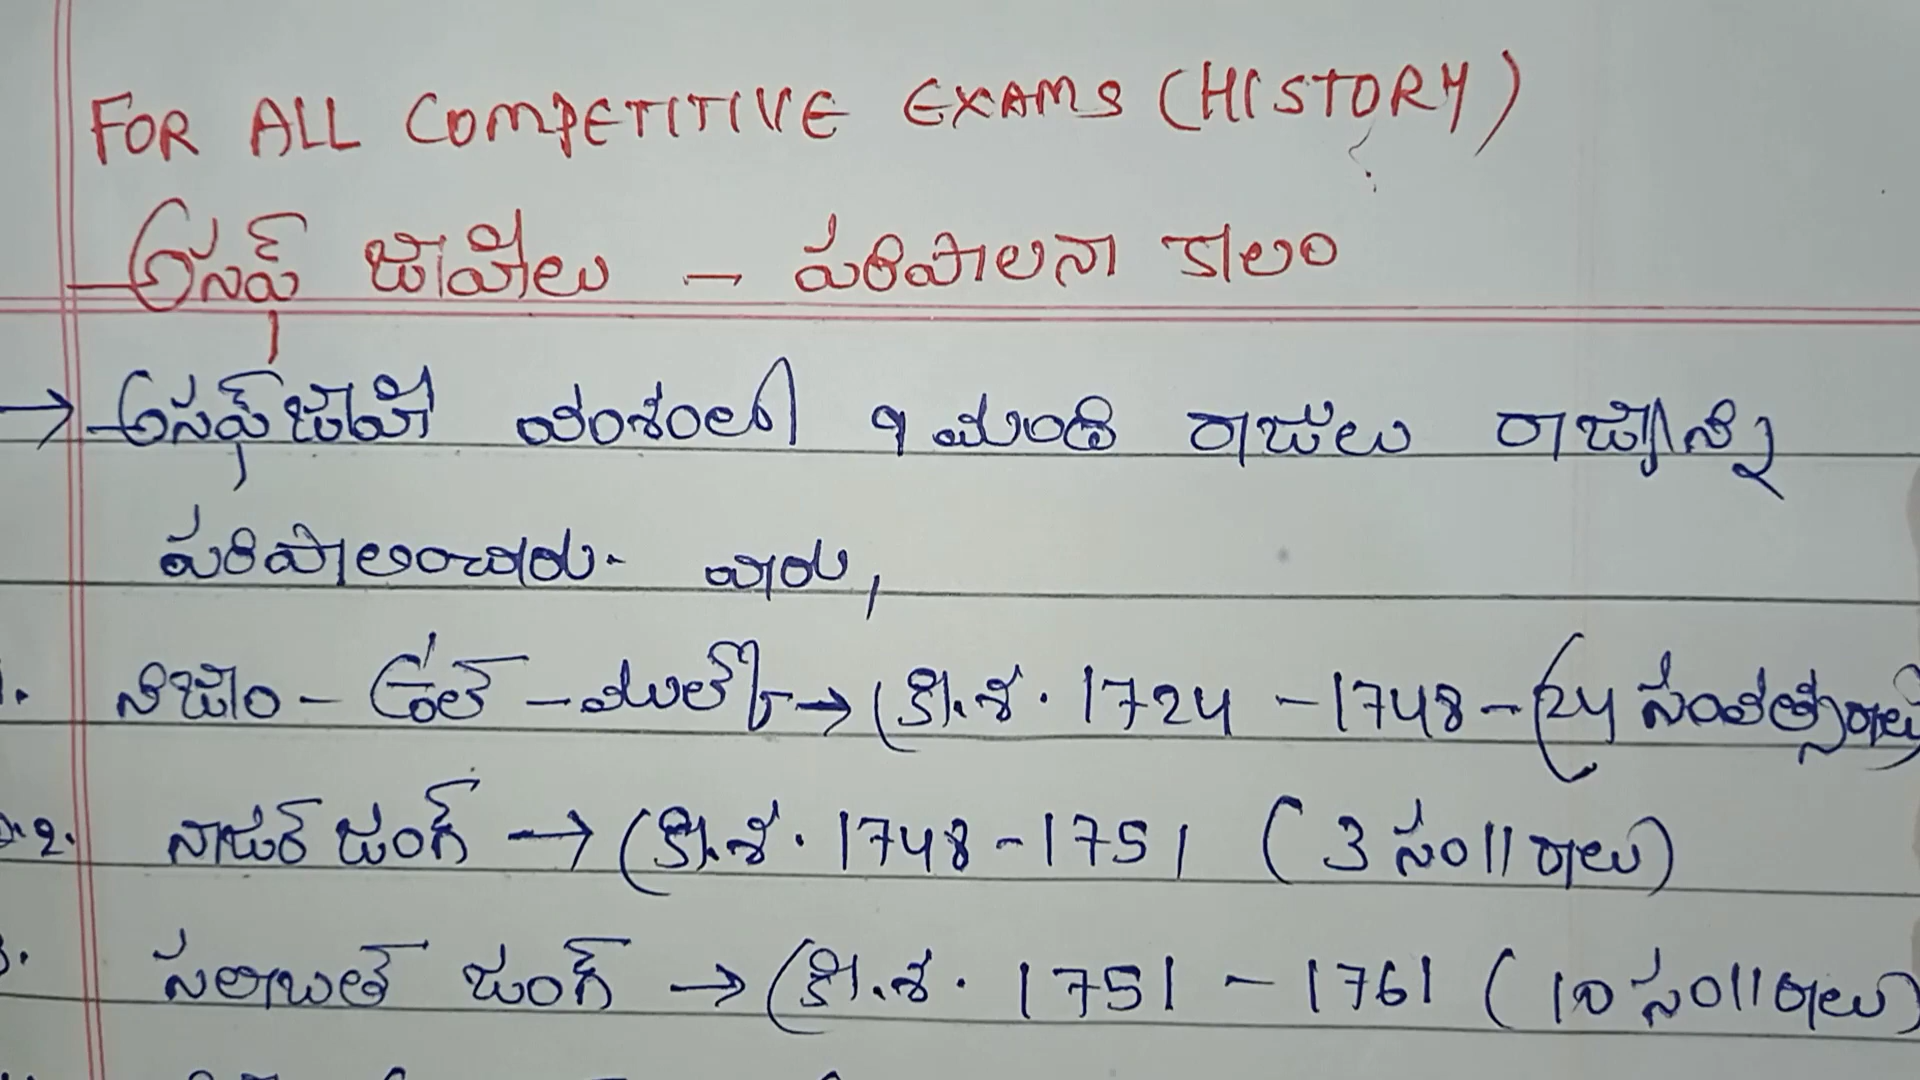 FOR ALL COMPETITIVE EXAMS (HISTORY)
అసఫ్ జాహీలు - పరిపాలనా కాలం
→ అసఫ్ జాహీ వంశంలో 9 మంది రాజులు రాజ్యాన్ని
పరిపాలించారు. వారు,
1. నిజాం - ఉల్ - ముల్క్ → (క్రీ.శ. 1724 - 1748 - (24 సంవత్సరాలు)
2. నాజర్ జంగ్ → (క్రీ.శ. 1748 - 1751 ( 3 సం॥రాలు)
3. సలాబత్ జంగ్ → (క్రీ.శ. 1751 - 1761 ( 10 సం॥రాలు)